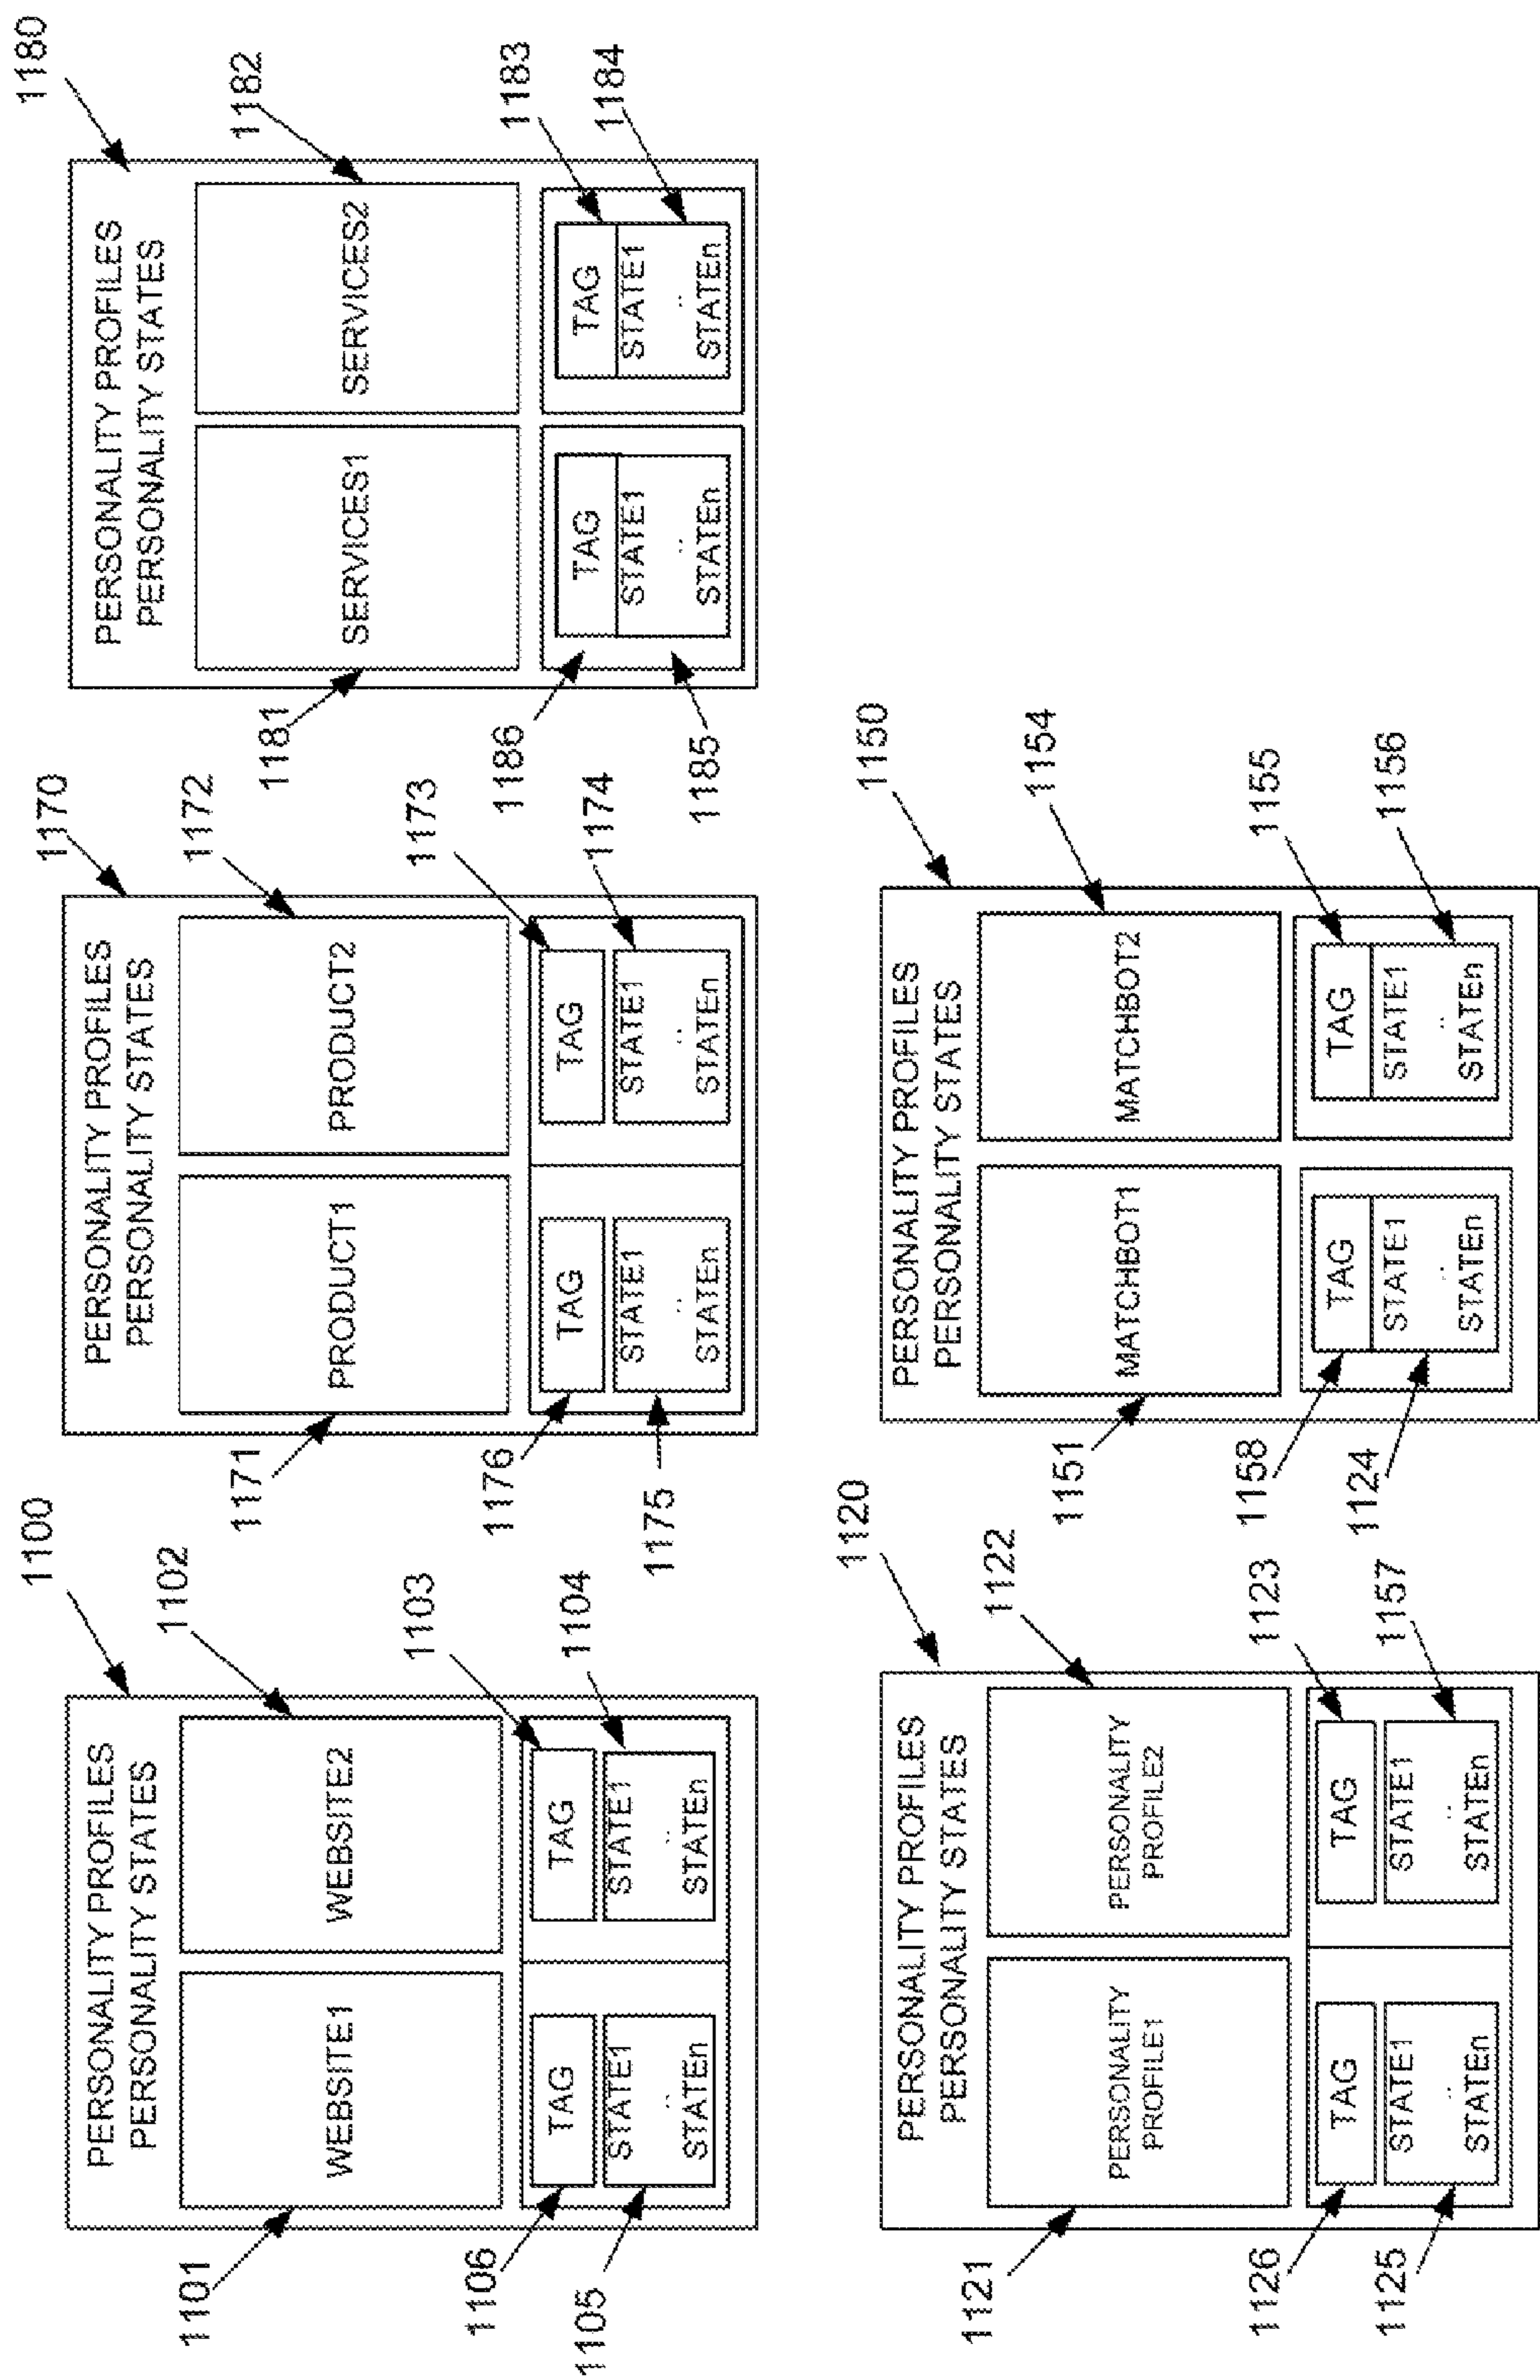 1100
PERSONALITY PROFILES
PERSONALITY STATES
1101
WEBSITE1
WEBSITE2
1102
1106
TAG
TAG
1103
1105
STATE1
..
STATEn
STATE1
..
STATEn
1104
1170
PERSONALITY PROFILES
PERSONALITY STATES
1171
PRODUCT1
PRODUCT2
1172
1176
TAG
TAG
1173
1175
STATE1
..
STATEn
STATE1
..
STATEn
1174
1180
PERSONALITY PROFILES
PERSONALITY STATES
1181
SERVICES1
SERVICES2
1182
1186
TAG
TAG
1183
1185
STATE1
..
STATEn
STATE1
..
STATEn
1184
1120
PERSONALITY PROFILES
PERSONALITY STATES
1121
PERSONALITY
PROFILE1
PERSONALITY
PROFILE2
1122
1126
TAG
TAG
1123
1125
STATE1
..
STATEn
STATE1
..
STATEn
1157
1150
PERSONALITY PROFILES
PERSONALITY STATES
1151
MATCHBOT1
MATCHBOT2
1154
1158
TAG
TAG
1155
1124
STATE1
..
STATEn
STATE1
..
STATEn
1156